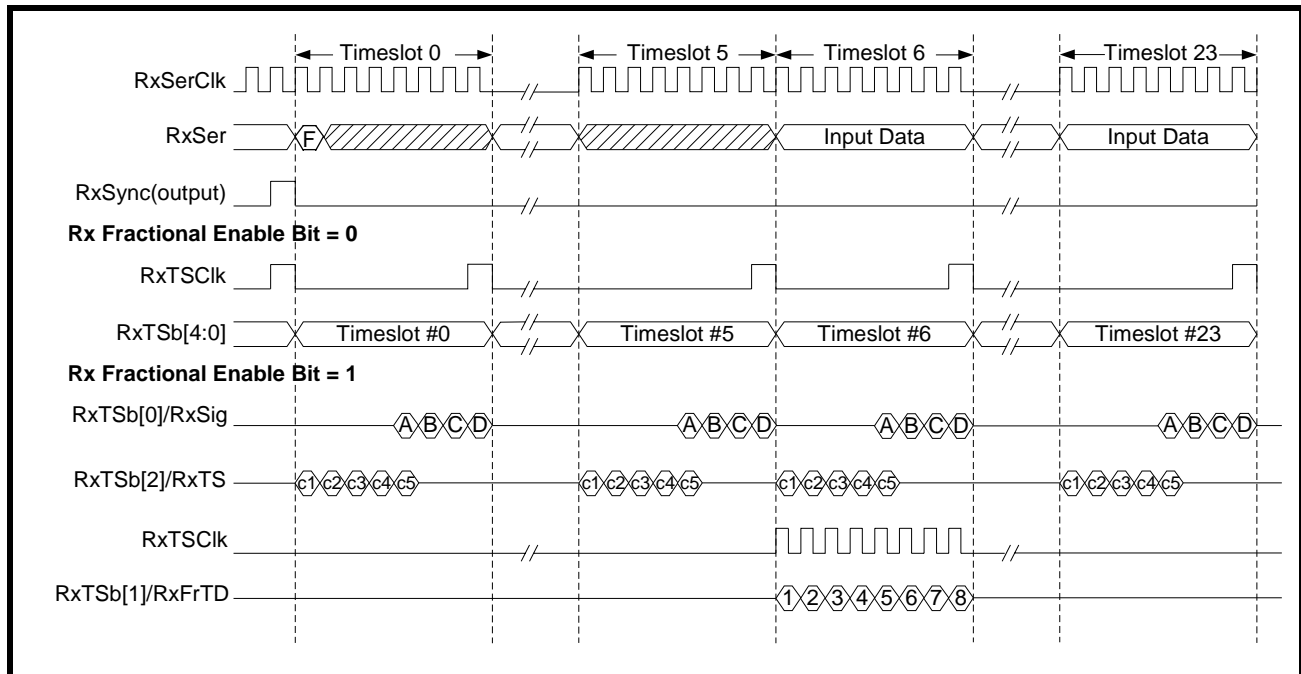 Timeslot 0 Timeslot 5 Timeslot 6 Timeslot 23
RxSerClk
RxSer F Input Data Input Data
RxSync(output)
Rx Fractional Enable Bit = 0
RxTSClk
RxTSb[4:0] Timeslot #0 Timeslot #5 Timeslot #6 Timeslot #23
Rx Fractional Enable Bit = 1
RxTSb[0]/RxSig A B C D A B C D A B C D A B C D
RxTSb[2]/RxTS c1 c2 c3 c4 c5 c1 c2 c3 c4 c5 c1 c2 c3 c4 c5 c1 c2 c3 c4 c5
RxTSClk
RxTSb[1]/RxFrTD 1 2 3 4 5 6 7 8